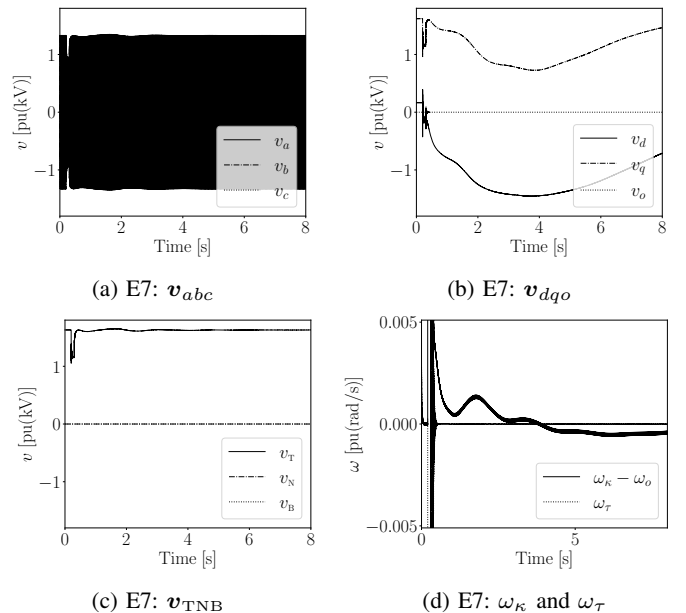 v [pu(kV)]
1
0
−1
v_a
v_b
v_c
0 2 4 6 8
Time [s]
(a) E7: v_abc
v [pu(kV)]
1
0
−1
v_d
v_q
v_o
0 2 4 6 8
Time [s]
(b) E7: v_dqo
v [pu(kV)]
1
0
−1
v_T
v_N
v_B
0 2 4 6 8
Time [s]
(c) E7: v_TNB
ω [pu(rad/s)]
0.005
0.000
−0.005
ω_κ − ω_o
ω_τ
0 5
Time [s]
(d) E7: ω_κ and ω_τ